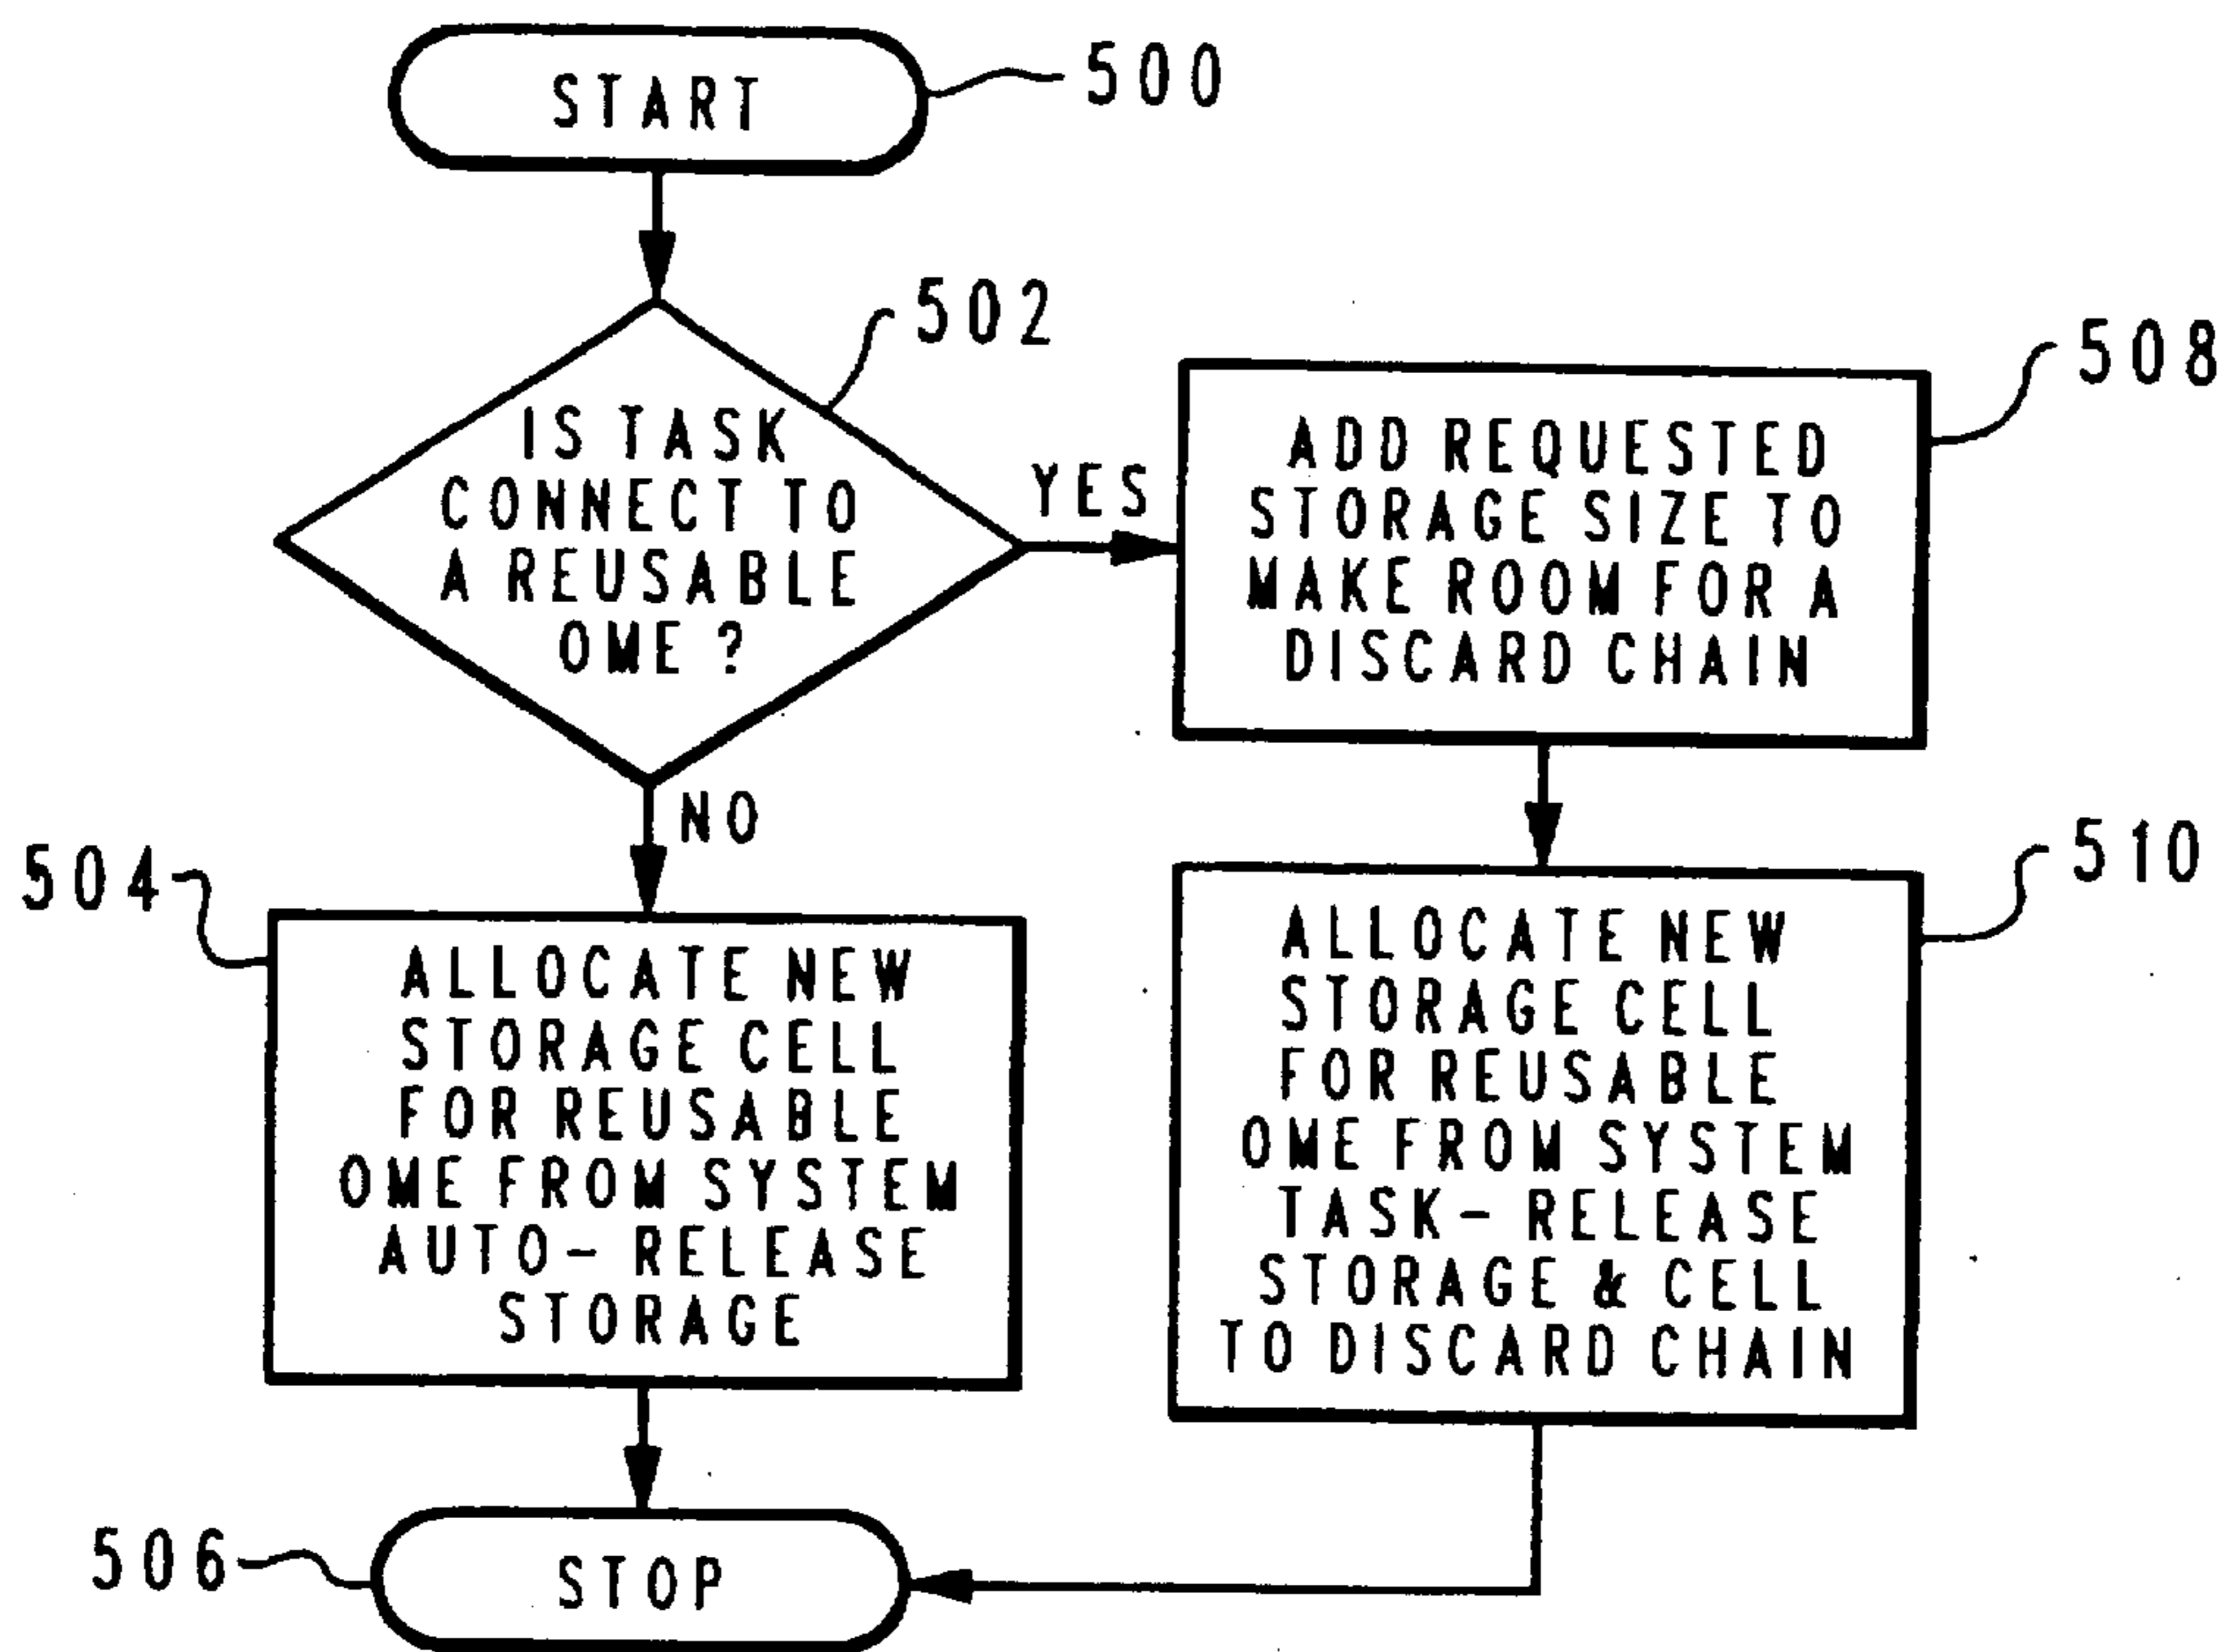 START
500
502
IS TASK
CONNECT TO
A REUSABLE
OME ?
YES
508
ADD REQUESTED
STORAGE SIZE TO
MAKE ROOM FOR A
DISCARD CHAIN
NO
504
ALLOCATE NEW
STORAGE CELL
FOR REUSABLE
OME FROM SYSTEM
AUTO- RELEASE
STORAGE
510
ALLOCATE NEW
STORAGE CELL
FOR REUSABLE
OME FROM SYSTEM
TASK- RELEASE
STORAGE & CELL
TO DISCARD CHAIN
506
STOP